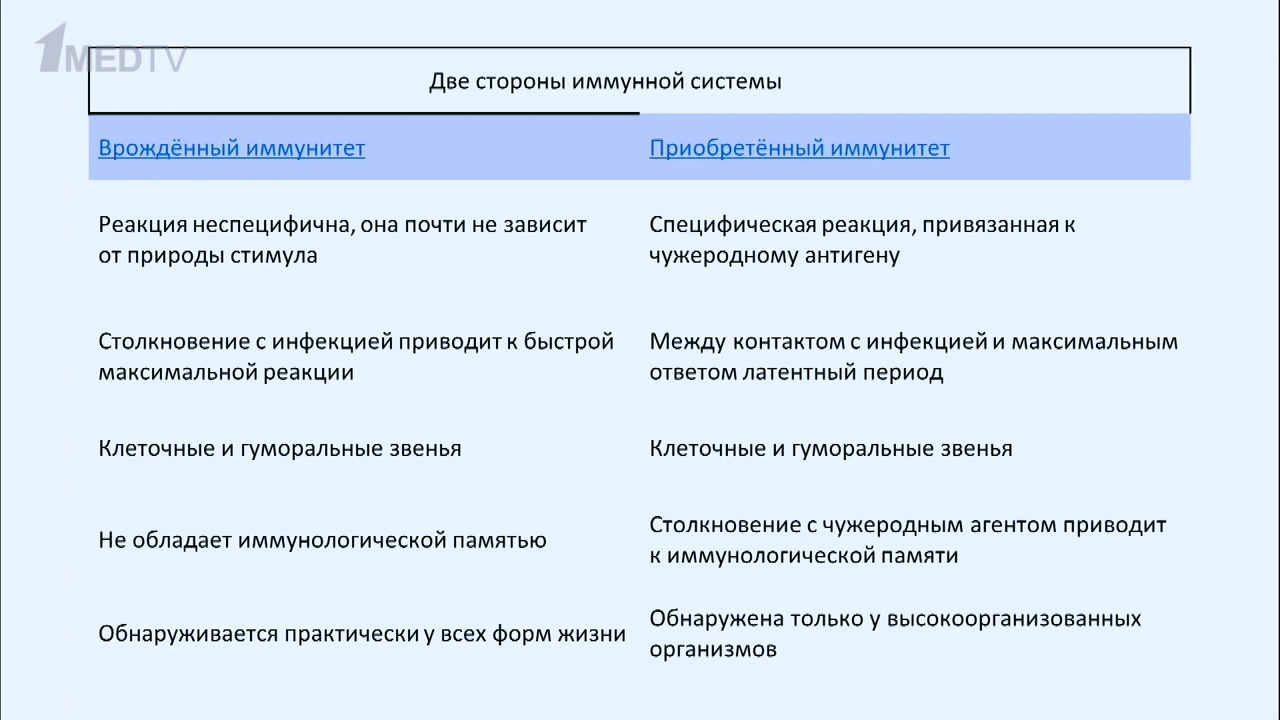 1MEDTV
Две стороны иммунной системы
Врождённый иммунитет
Приобретённый иммунитет
Реакция неспецифична, она почти не зависит
от природы стимула
Специфическая реакция, привязанная к
чужеродному антигену
Столкновение с инфекцией приводит к быстрой
максимальной реакции
Между контактом с инфекцией и максимальным
ответом латентный период
Клеточные и гуморальные звенья
Клеточные и гуморальные звенья
Не обладает иммунологической памятью
Столкновение с чужеродным агентом приводит
к иммунологической памяти
Обнаруживается практически у всех форм жизни
Обнаружена только у высокоорганизованных
организмов